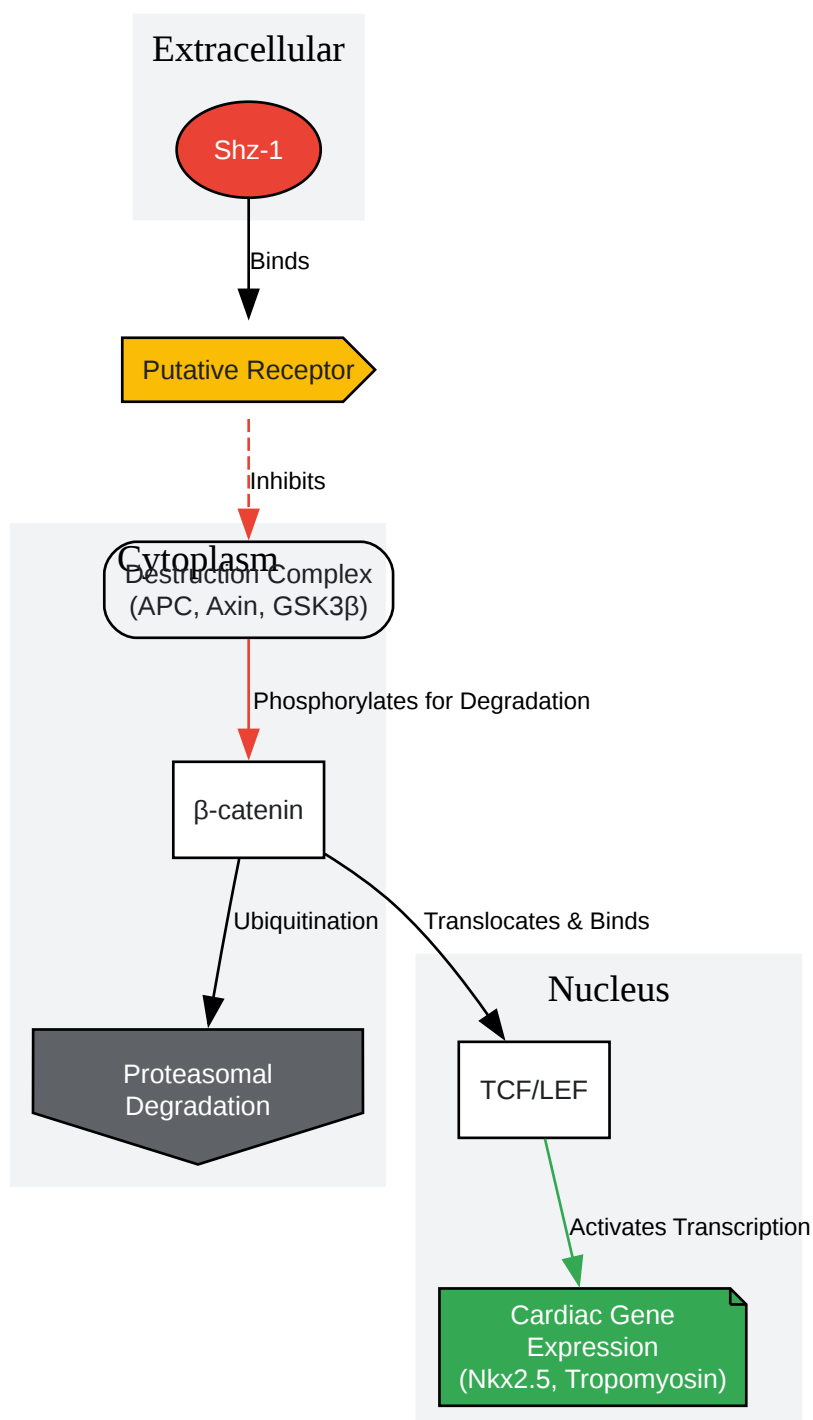 Extracellular
Shz-1
Binds
Putative Receptor
Inhibits
Cytoplasm
Destruction Complex
(APC, Axin, GSK3β)
Phosphorylates for Degradation
β-catenin
Ubiquitination
Translocates & Binds
Nucleus
Proteasomal
Degradation
TCF/LEF
Activates Transcription
Cardiac Gene
Expression
(Nkx2.5, Tropomyosin)